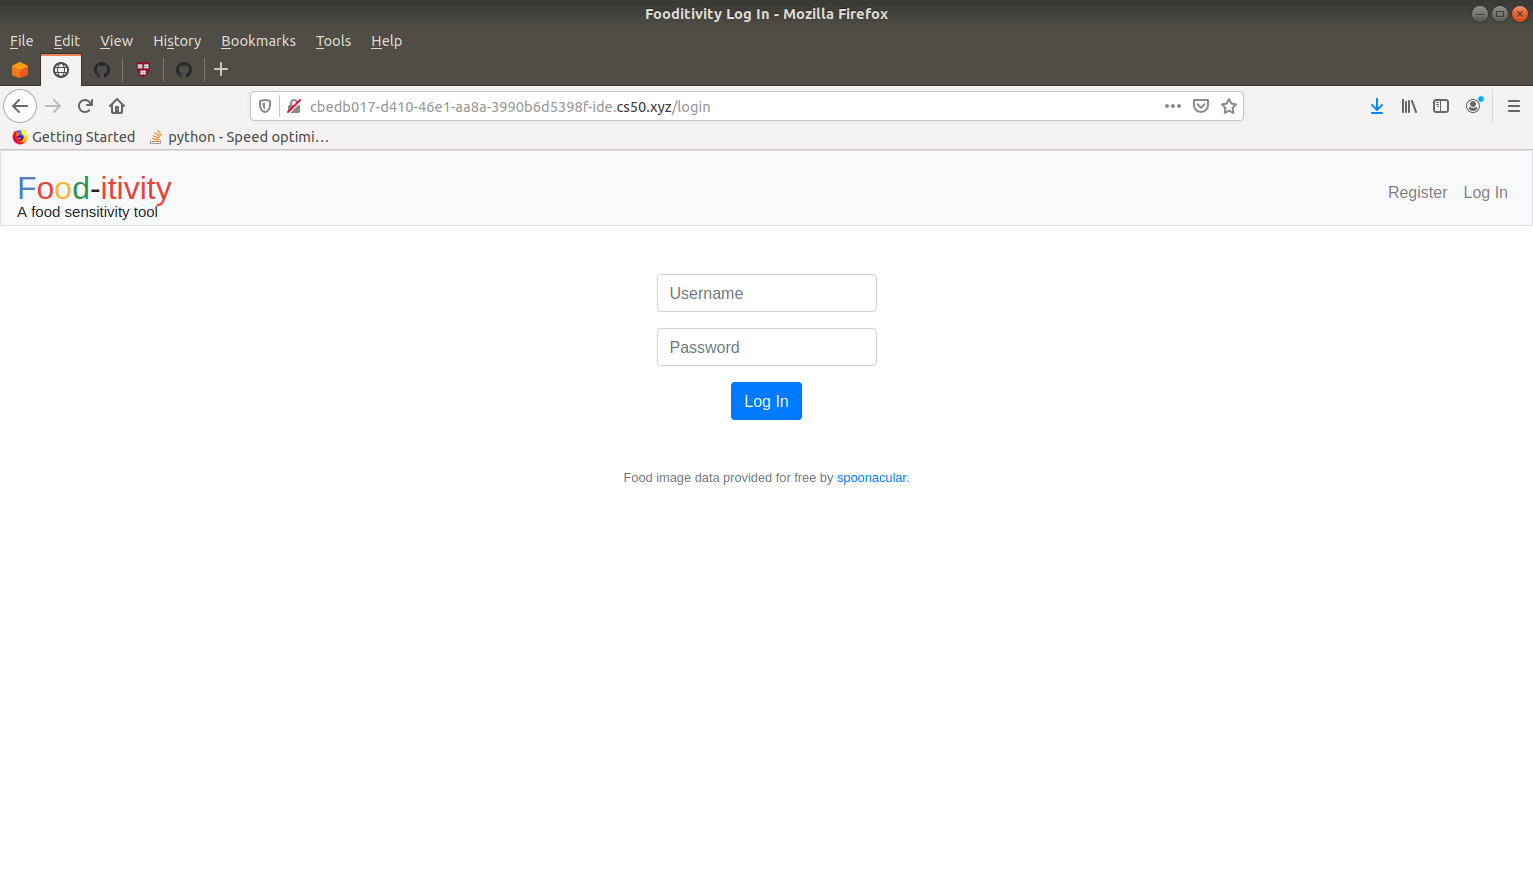 Fooditivity Log In - Mozilla Firefox
File Edit View History Bookmarks Tools Help
cbedb017-d410-46e1-aa8a-3990b6d5398f-ide.cs50.xyz/login
Getting Started python - Speed optimi…
Food-itivity
A food sensitivity tool
Register Log In
Username
Password
Log In
Food image data provided for free by spoonacular.